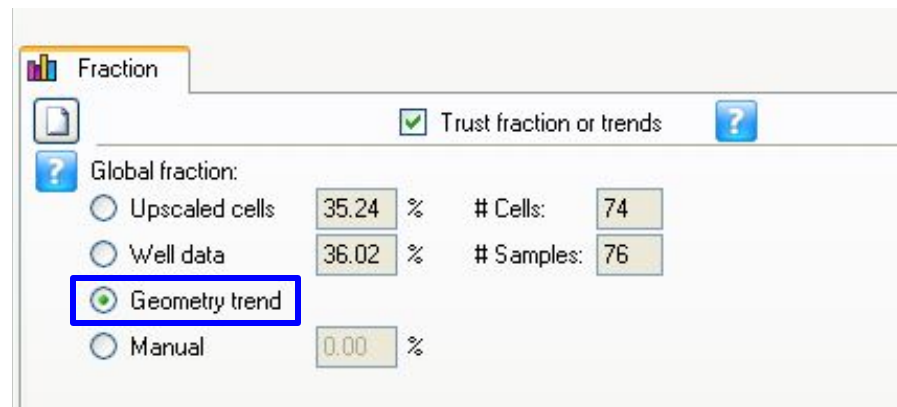 Fraction
Trust fraction or trends ?
? Global fraction:
Upscaled cells 35.24 % # Cells: 74
Well data 36.02 % # Samples: 76
Geometry trend
Manual 0.00 %